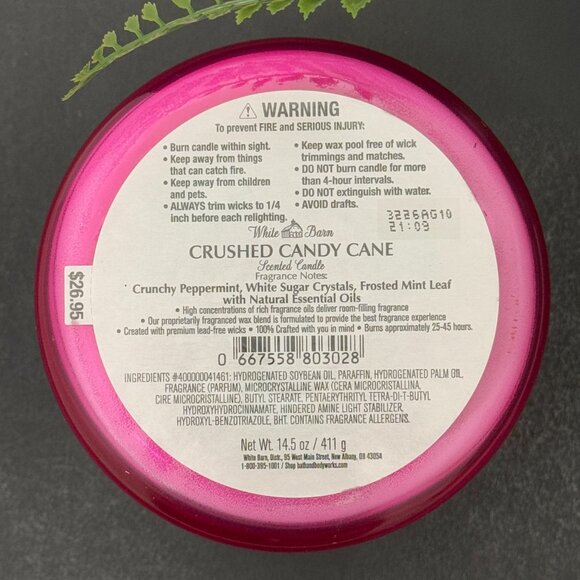 ⚠ WARNING
To prevent FIRE and SERIOUS INJURY:
• Burn candle within sight.
• Keep away from things
that can catch fire.
• Keep away from children
and pets.
• ALWAYS trim wicks to 1/4
inch before each relighting.
• Keep wax pool free of wick
trimmings and matches.
• DO NOT burn candle for more
than 4-hour intervals.
• DO NOT extinguish with water.
• AVOID drafts.
3226AG10
21:09
White Barn
CRUSHED CANDY CANE
Scented Candle
Fragrance Notes:
Crunchy Peppermint, White Sugar Crystals, Frosted Mint Leaf
with Natural Essential Oils
• High concentrations of rich fragrance oils deliver room-filling fragrance
• Our proprietarily fragranced wax blend is formulated to provide the best fragrance experience
• Created with premium lead-free wicks • 100% Crafted with you in mind • Burns approximately 25-45 hours.
$26.95
0 667558 803028
INGREDIENTS #400000041461: HYDROGENATED SOYBEAN OIL, PARAFFIN, HYDROGENATED PALM OIL,
FRAGRANCE (PARFUM), MICROCRYSTALLINE WAX (CERA MICROCRISTALLINA,
CIRE MICROCRISTALLINE), BUTYL STEARATE, PENTAERYTHRITYL TETRA-DI-T-BUTYL
HYDROXYHYDROCINNAMATE, HINDERED AMINE LIGHT STABILIZER,
HYDROXYL-BENZOTRIAZOLE, BHT. CONTAINS FRAGRANCE ALLERGENS.
Net Wt. 14.5 oz / 411 g
White Barn, Distr., 95 West Main Street, New Albany, OH 43054
1-800-395-1001 / Shop bathandbodyworks.com